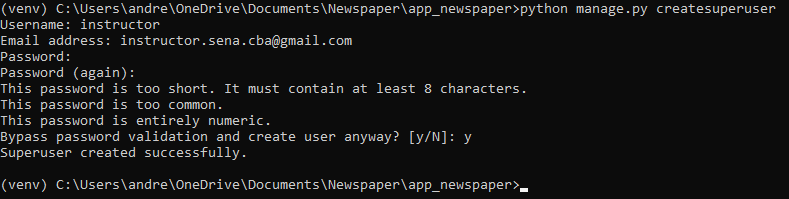 (venv) C:\Users\andre\OneDrive\Documents\Newspaper\app_newspaper>python manage.py createsuperuser
Username: instructor
Email address: instructor.sena.cba@gmail.com
Password:
Password (again):
This password is too short. It must contain at least 8 characters.
This password is too common.
This password is entirely numeric.
Bypass password validation and create user anyway? [y/N]: y
Superuser created successfully.
(venv) C:\Users\andre\OneDrive\Documents\Newspaper\app_newspaper>